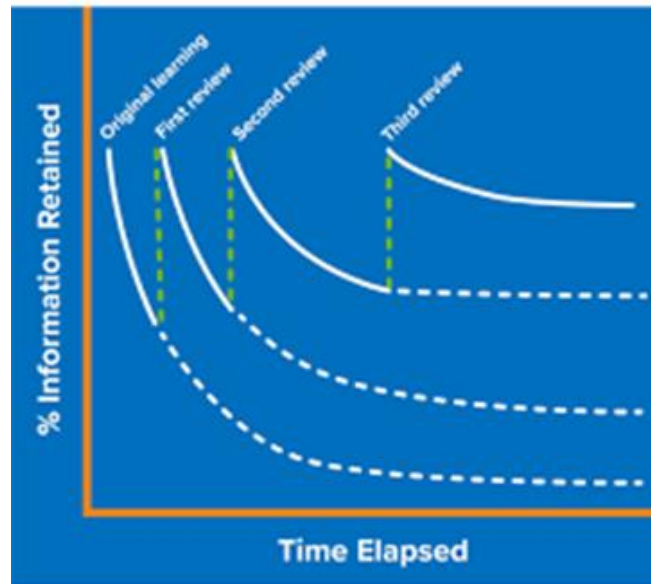 Original learning
First review
Second review
Third review
% Information Retained
Time Elapsed